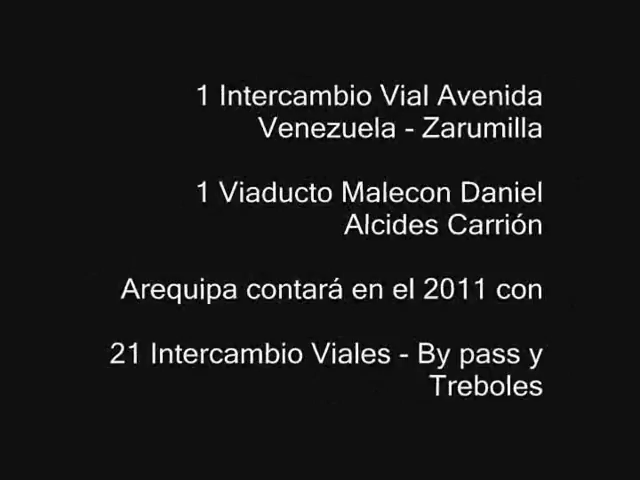 1 Intercambio Vial Avenida
Venezuela - Zarumilla
1 Viaducto Malecon Daniel
Alcides Carrión
Arequipa contará en el 2011 con
21 Intercambio Viales - By pass y
Treboles